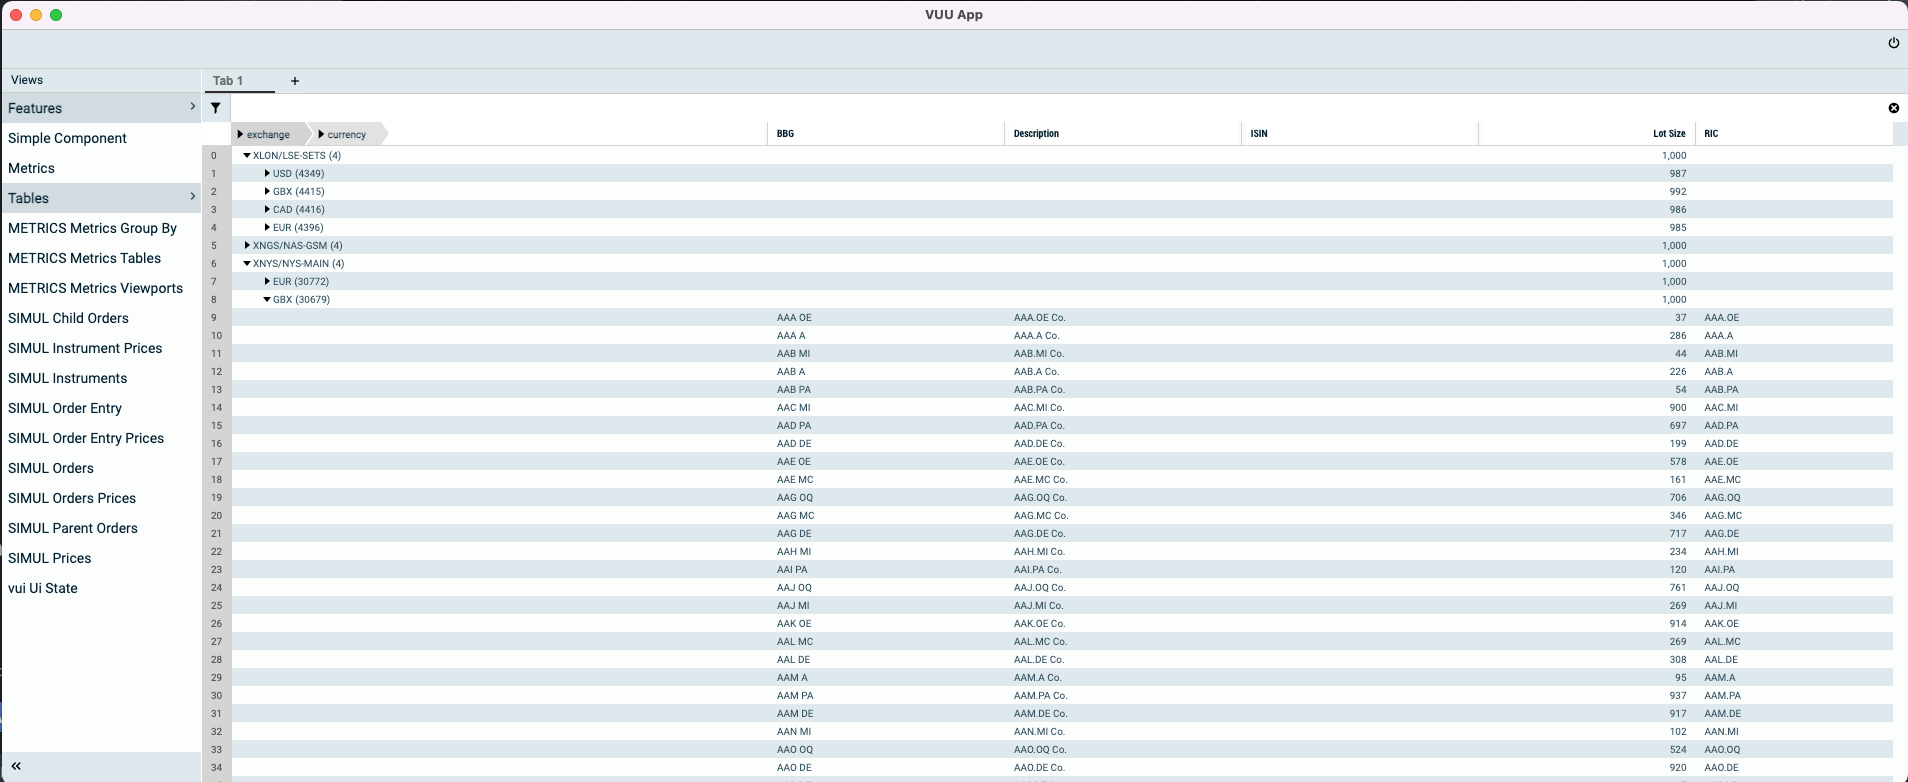 VUU App
Views
Features
Simple Component
Metrics
Tables
METRICS Metrics Group By
METRICS Metrics Tables
METRICS Metrics Viewports
SIMUL Child Orders
SIMUL Instrument Prices
SIMUL Instruments
SIMUL Order Entry
SIMUL Order Entry Prices
SIMUL Orders
SIMUL Orders Prices
SIMUL Parent Orders
SIMUL Prices
vui Ui State
Tab 1 +
exchange currency BBG Description ISIN Lot Size RIC
0 XLON/LSE-SETS (4) 1,000
1 USD (4349) 987
2 GBX (4415) 992
3 CAD (4416) 986
4 EUR (4396) 985
5 XNGS/NAS-GSM (4) 1,000
6 XNYS/NYS-MAIN (4) 1,000
7 EUR (30772) 1,000
8 GBX (30679) 1,000
9 AAA OE AAA.OE Co. 37 AAA.OE
10 AAA A AAA.A Co. 286 AAA.A
11 AAB MI AAB.MI Co. 44 AAB.MI
12 AAB A AAB.A Co. 226 AAB.A
13 AAB PA AAB.PA Co. 54 AAB.PA
14 AAC MI AAC.MI Co. 900 AAC.MI
15 AAD PA AAD.PA Co. 697 AAD.PA
16 AAD DE AAD.DE Co. 199 AAD.DE
17 AAE OE AAE.OE Co. 578 AAE.OE
18 AAE MC AAE.MC Co. 161 AAE.MC
19 AAG OQ AAG.OQ Co. 706 AAG.OQ
20 AAG MC AAG.MC Co. 346 AAG.MC
21 AAG DE AAG.DE Co. 717 AAG.DE
22 AAH MI AAH.MI Co. 234 AAH.MI
23 AAI PA AAI.PA Co. 120 AAI.PA
24 AAJ OQ AAJ.OQ Co. 761 AAJ.OQ
25 AAJ MI AAJ.MI Co. 269 AAJ.MI
26 AAK OE AAK.OE Co. 914 AAK.OE
27 AAL MC AAL.MC Co. 269 AAL.MC
28 AAL DE AAL.DE Co. 308 AAL.DE
29 AAM A AAM.A Co. 95 AAM.A
30 AAM PA AAM.PA Co. 937 AAM.PA
31 AAM DE AAM.DE Co. 917 AAM.DE
32 AAN MI AAN.MI Co. 102 AAN.MI
33 AAO OQ AAO.OQ Co. 524 AAO.OQ
34 AAO DE AAO.DE Co. 920 AAO.DE